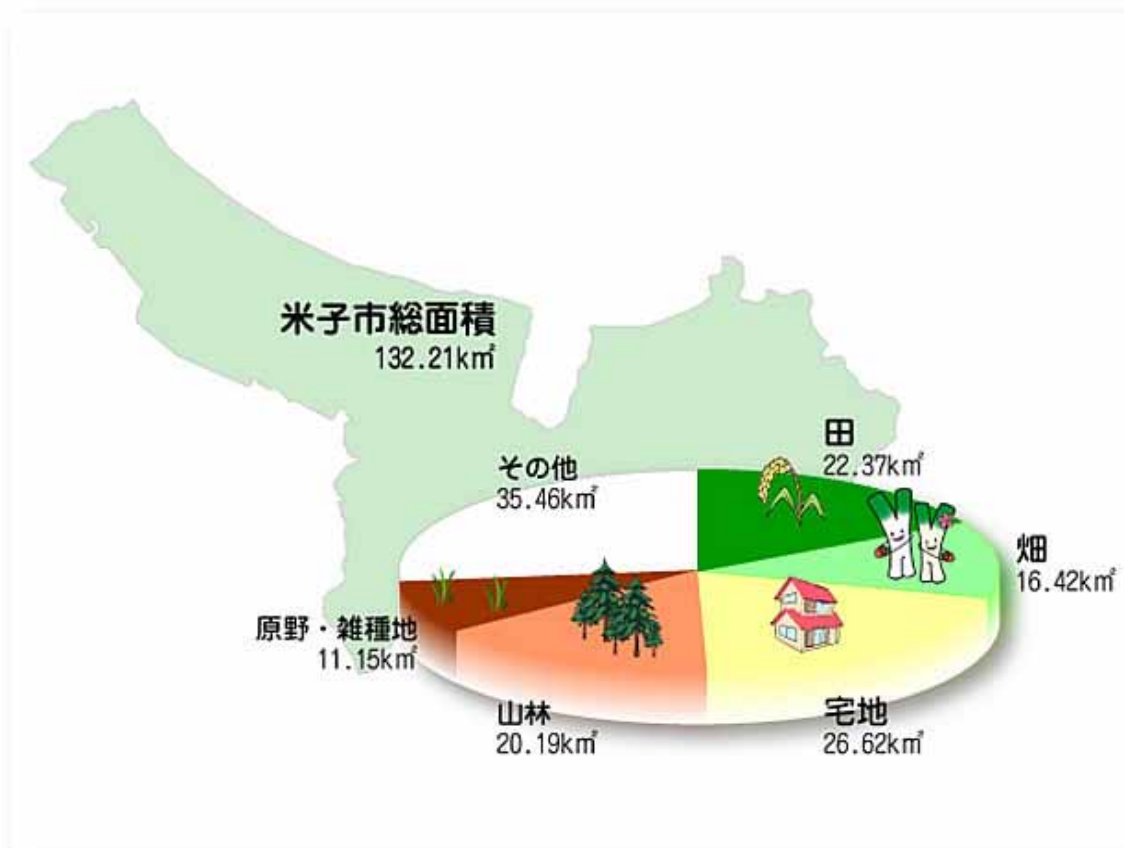 米子市総面積
132.21k㎡
田
22.37k㎡
畑
16.42k㎡
宅地
26.62k㎡
山林
20.19k㎡
原野・雑種地
11.15k㎡
その他
35.46k㎡